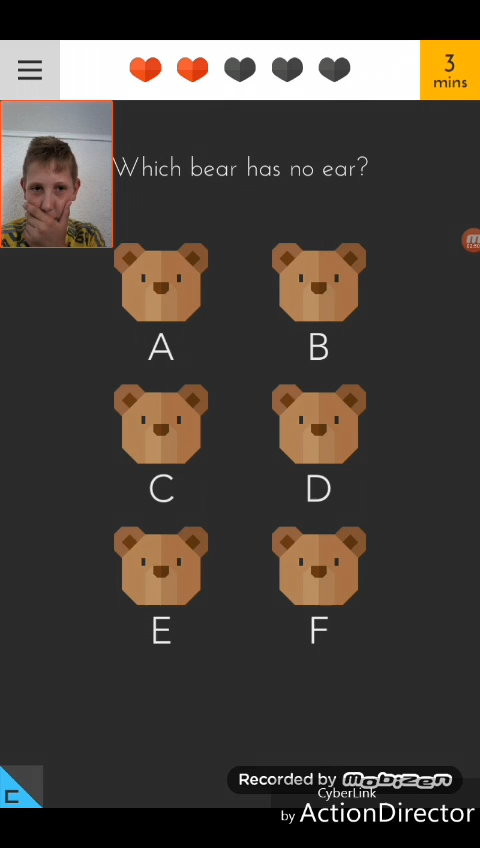 3
mins
Which bear has no ear?
A
B
C
D
E
F
Recorded by Mobizen
CyberLink
by ActionDirector